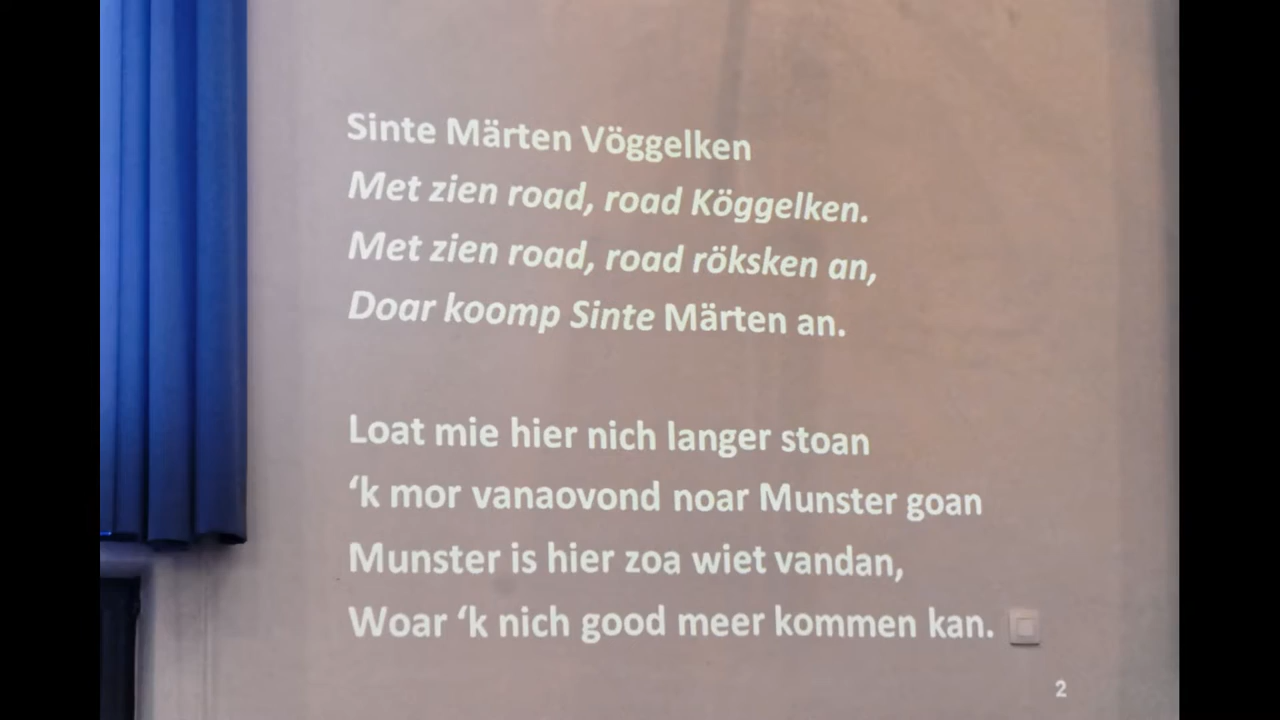 Sinte Märten Vöggelken
Met zien road, road Köggelken.
Met zien road, road röksken an,
Doar koomp Sinte Märten an.
Loat mie hier nich langer stoan
‘k mor vanaovond noar Munster goan
Munster is hier zoa wiet vandan,
Woar ‘k nich good meer kommen kan.
2